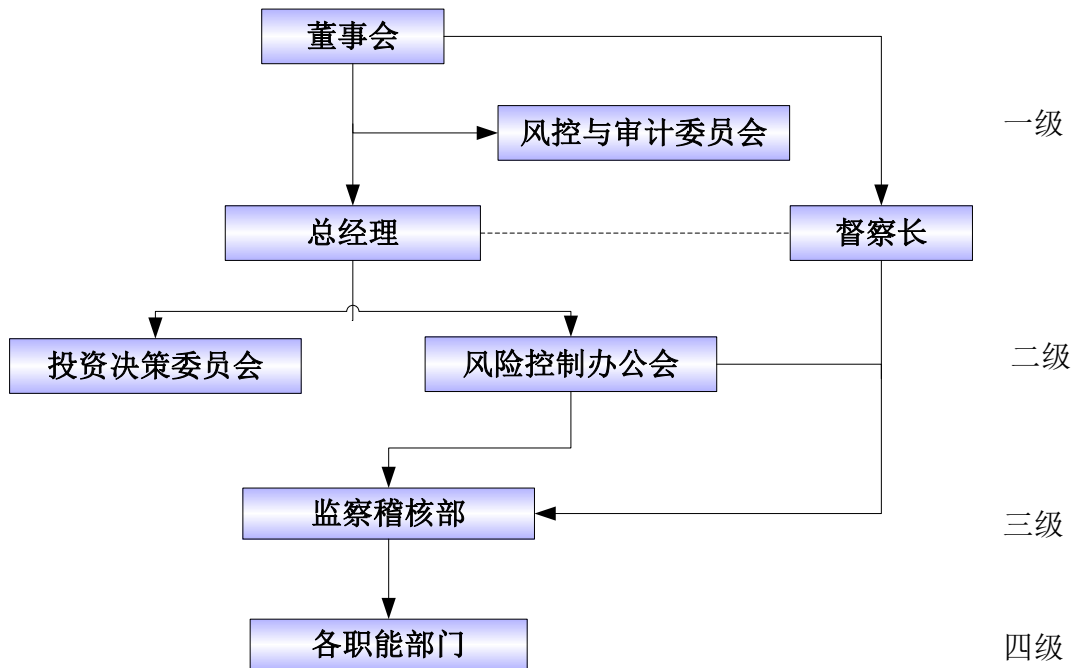 董事会
风控与审计委员会
一级
总经理
督察长
投资决策委员会
风险控制办公会
二级
监察稽核部
三级
各职能部门
四级